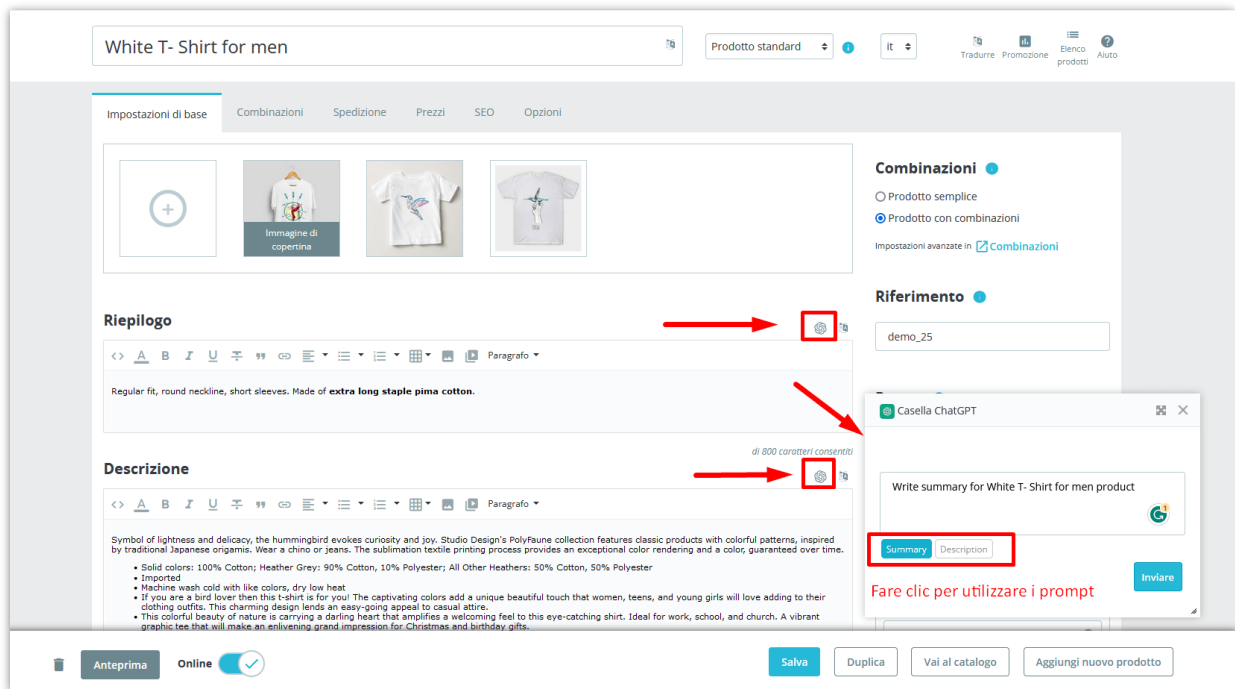 White T- Shirt for men
Prodotto standard
it
Tradurre
Promozione
Elenco prodotti
Aiuto
Impostazioni di base
Combinazioni
Spedizione
Prezzi
SEO
Opzioni
Immagine di
copertina
Combinazioni
Prodotto semplice
Prodotto con combinazioni
Impostazioni avanzate in Combinazioni
Riferimento
demo_25
Riepilogo
Paragrafo
Regular fit, round neckline, short sleeves. Made of extra long staple pima cotton.
di 800 caratteri consentiti
Descrizione
Paragrafo
Symbol of lightness and delicacy, the hummingbird evokes curiosity and joy. Studio Design's PolyFaune collection features classic products with colorful patterns, inspired
by traditional Japanese origamis. Wear a chino or jeans. The sublimation textile printing process provides an exceptional color rendering and a color, guaranteed over time.
• Solid colors: 100% Cotton; Heather Grey: 90% Cotton, 10% Polyester; All Other Heathers: 50% Cotton, 50% Polyester
• Imported
• Machine wash cold with like colors, dry low heat
• If you are a bird lover then this t-shirt is for you! The captivating colors add a unique beautiful touch that women, teens, and young girls will love adding to their
clothing outfits. This charming design lends an easy-going appeal to casual attire.
• This colorful beauty of nature is carrying a darling heart that amplifies a welcoming feel to this eye-catching shirt. Ideal for work, school, and church. A vibrant
graphic tee that will make an enlivening grand impression for Christmas and birthday gifts.
Casella ChatGPT
Write summary for White T- Shirt for men product
1
Summary
Description
Inviare
Fare clic per utilizzare i prompt
Anteprima
Online
Salva
Duplica
Vai al catalogo
Aggiungi nuovo prodotto